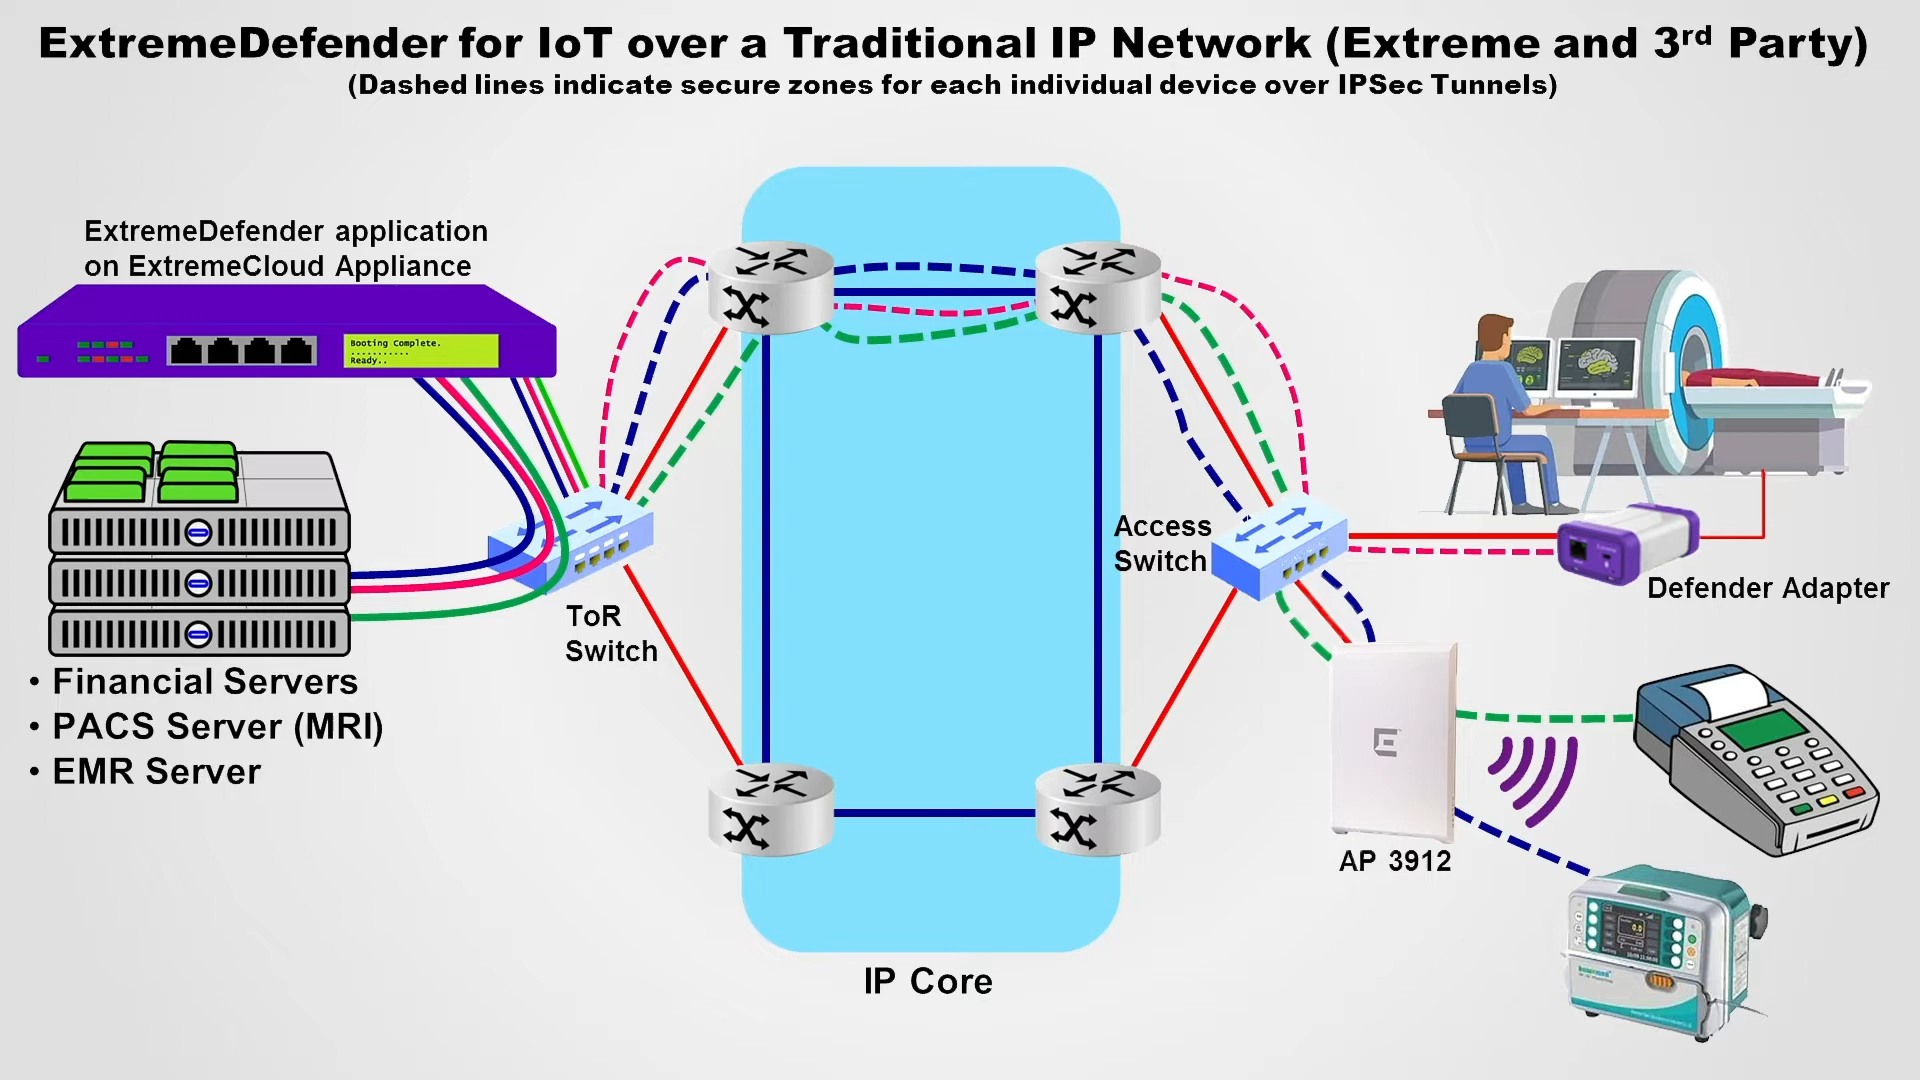 ExtremeDefender for IoT over a Traditional IP Network (Extreme and 3rd Party)
(Dashed lines indicate secure zones for each individual device over IPSec Tunnels)
ExtremeDefender application
on ExtremeCloud Appliance
Booting Complete.
...........
Ready..
Access
Switch
Defender Adapter
ToR
Switch
• Financial Servers
• PACS Server (MRI)
• EMR Server
AP 3912
IP Core